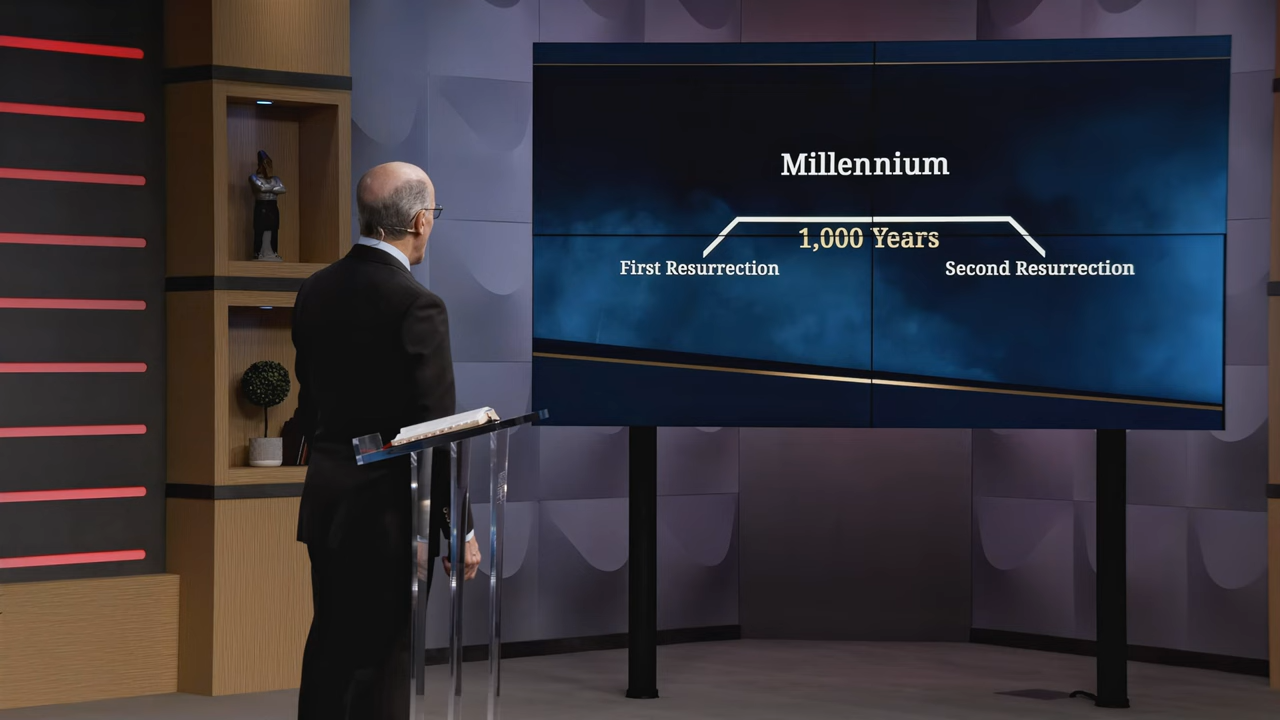 Millennium
1,000 Years
First Resurrection
Second Resurrection